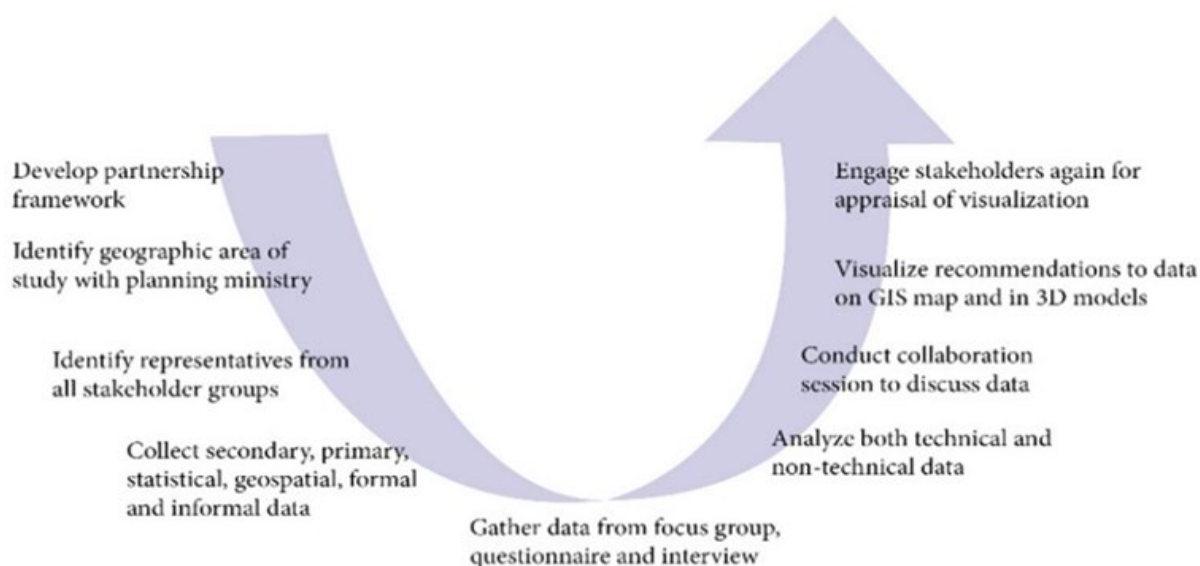 Develop partnership
framework
Identify geographic area of
study with planning ministry
Identify representatives from
all stakeholder groups
Collect secondary, primary,
statistical, geospatial, formal
and informal data
Gather data from focus group,
questionnaire and interview
Analyze both technical and
non-technical data
Conduct collaboration
session to discuss data
Visualize recommendations to data
on GIS map and in 3D models
Engage stakeholders again for
appraisal of visualization